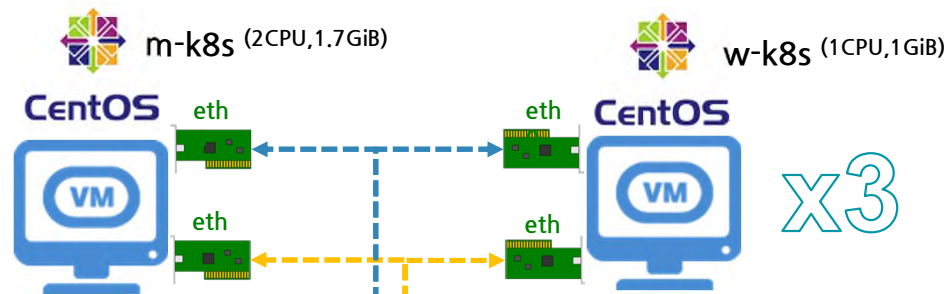 m-k8s (2CPU,1.7GiB)
CentOS
eth
VM
eth
w-k8s (1CPU,1GiB)
CentOS
eth
VM
eth
x3